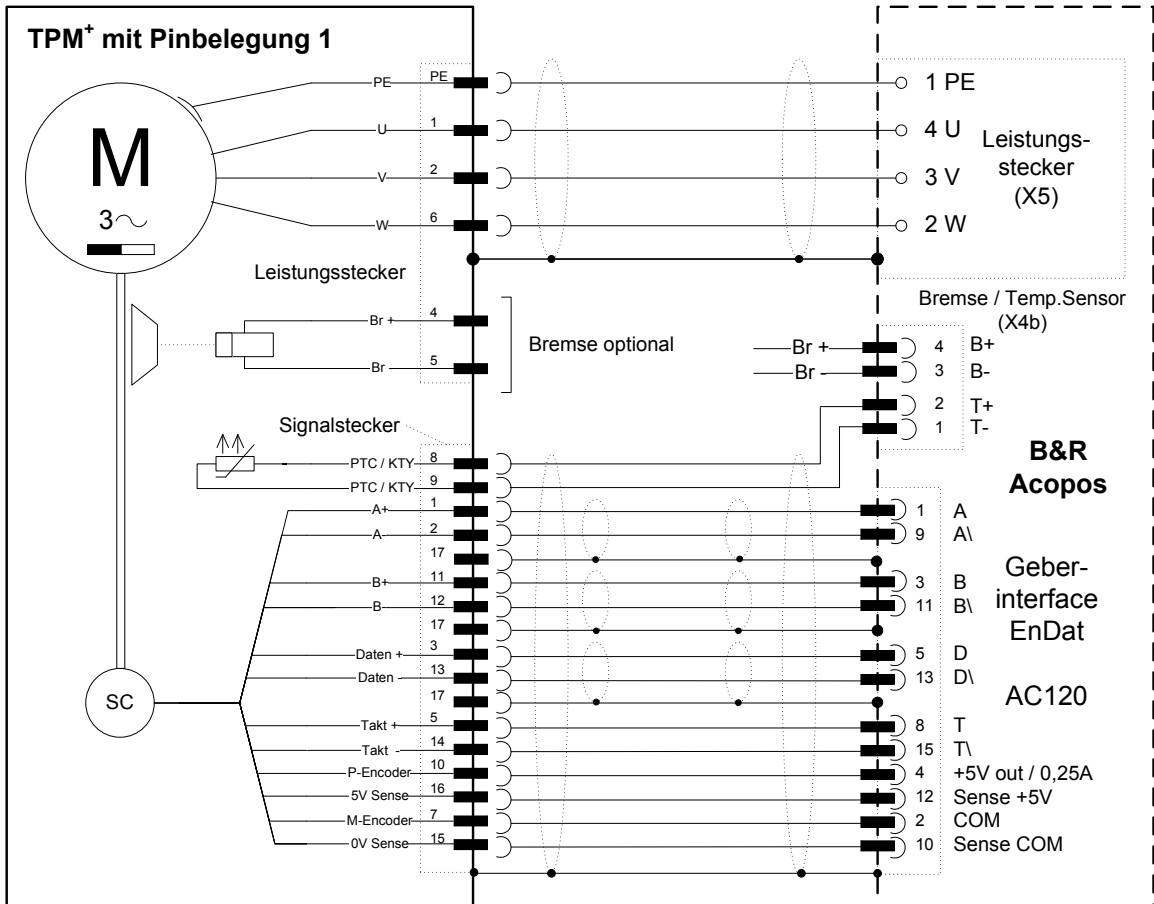 TPM+ mit Pinbelegung 1
M
3
PE PE 1 PE
U 1 4 U
V 2 3 V
W 6 2 W
Leistungs-
stecker
(X5)
Leistungsstecker
Br + 4
Br 5
Bremse optional
Bremse / Temp.Sensor
(X4b)
Br + 4 B+
Br - 3 B-
2 T+
1 T-
Signalstecker
PTC / KTY 8
PTC / KTY 9
B&R
Acopos
A+ 1 1 A
A- 2 9 A\
17
B+ 11 3 B
B- 12 11 B\
17
Geber-
interface
EnDat
Daten + 3 5 D
Daten - 13 13 D\
17
SC
AC120
Takt + 5 8 T
Takt - 14 15 T\
P-Encoder 10 4 +5V out / 0,25A
5V Sense 16 12 Sense +5V
M-Encoder 7 2 COM
0V Sense 15 10 Sense COM